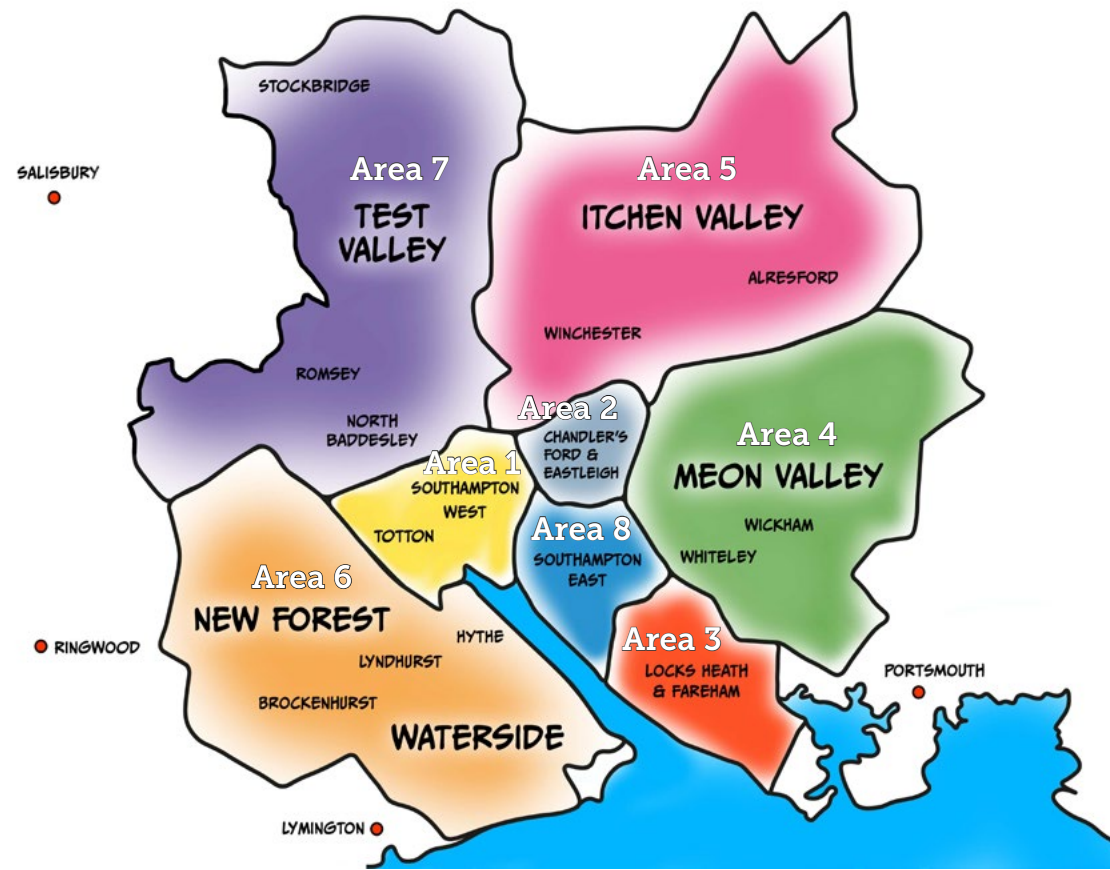 STOCKBRIDGE
SALISBURY
Area 7
TEST
VALLEY
Area 5
ITCHEN VALLEY
ALRESFORD
WINCHESTER
ROMSEY
NORTH
BADDESLEY
Area 2
CHANDLER'S
FORD &
EASTLEIGH
Area 4
MEON VALLEY
WICKHAM
WHITELEY
Area 1
SOUTHAMPTON
WEST
TOTTON
Area 8
SOUTHAMPTON
EAST
Area 6
NEW FOREST
HYTHE
LYNDHURST
BROCKENHURST
WATERSIDE
RINGWOOD
Area 3
LOCKS HEATH
& FAREHAM
PORTSMOUTH
LYMINGTON